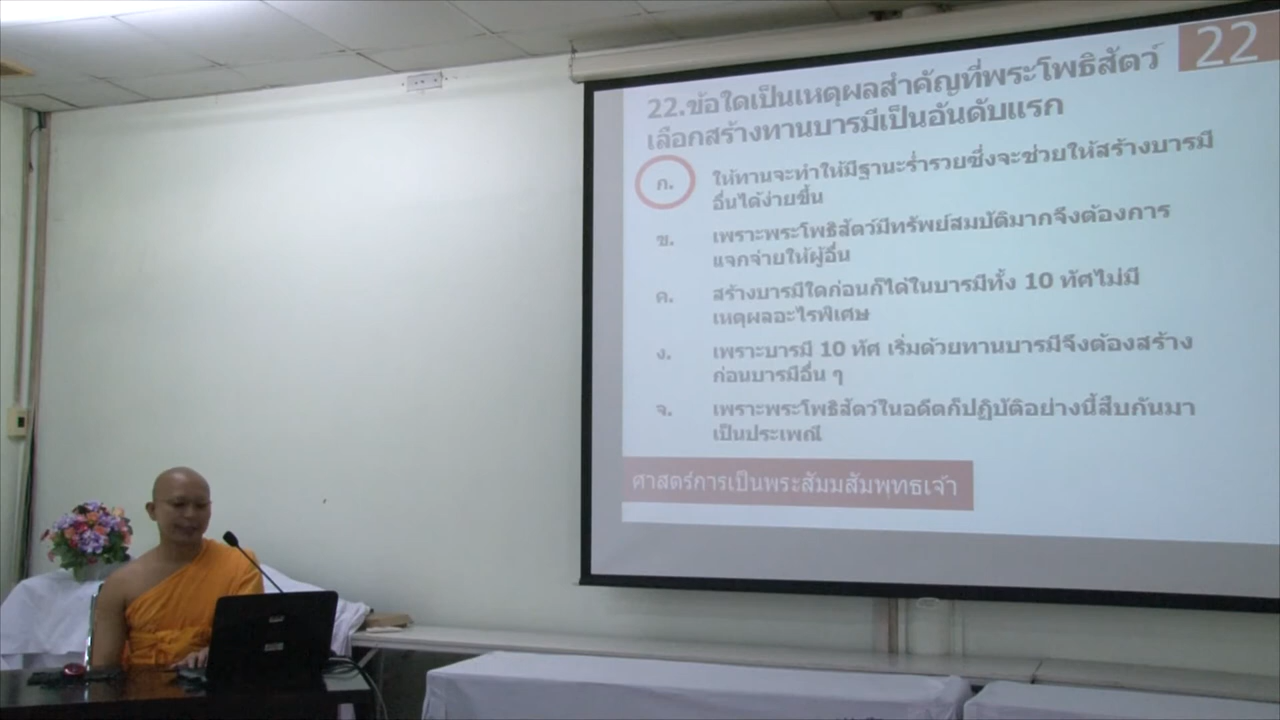 22
22.ข้อใดเป็นเหตุผลสำคัญที่พระโพธิสัตว์
เลือกสร้างทานบารมีเป็นอันดับแรก
ก. ให้ทานจะทำให้มีฐานะร่ำรวยซึ่งจะช่วยให้สร้างบารมี
อื่นได้ง่ายขึ้น
ข. เพราะพระโพธิสัตว์มีทรัพย์สมบัติมากจึงต้องการ
แจกจ่ายให้ผู้อื่น
ค. สร้างบารมีใดก่อนก็ได้ในบารมีทั้ง 10 ทัศไม่มี
เหตุผลอะไรพิเศษ
ง. เพราะบารมี 10 ทัศ เริ่มด้วยทานบารมีจึงต้องสร้าง
ก่อนบารมีอื่น ๆ
จ. เพราะพระโพธิสัตว์ในอดีตก็ปฏิบัติอย่างนี้สืบกันมา
เป็นประเพณี
ศาสตร์การเป็นพระสัมมสัมพุทธเจ้า